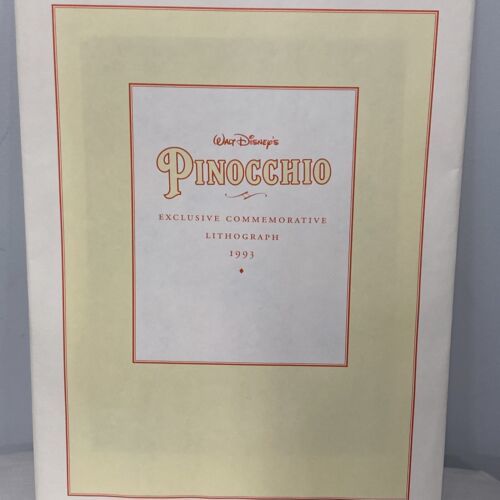 Walt Disney's
PINOCCHIO
EXCLUSIVE COMMEMORATIVE
LITHOGRAPH
1993